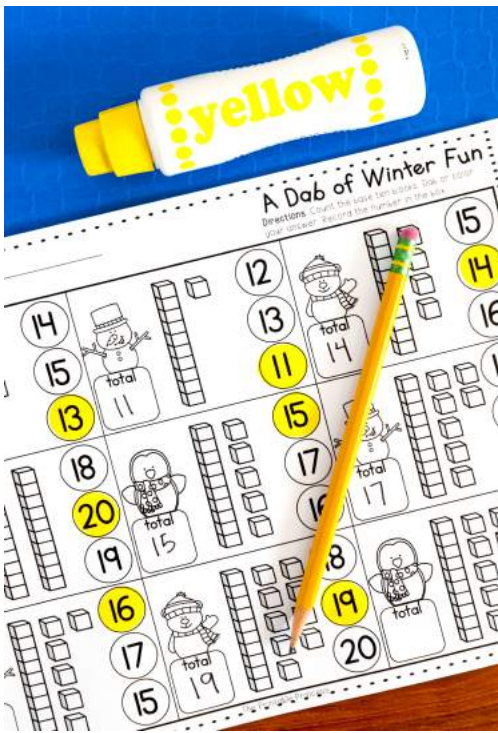 yellow
A Dab of Winter Fun
Directions: Count the base ten blocks. Dab or color
your answer. Record the number in the box.
14
15
13
total
11
12
13
11
total
14
15
14
16
18
20
19
total
15
15
17
16
total
17
16
17
15
total
19
18
19
20
total